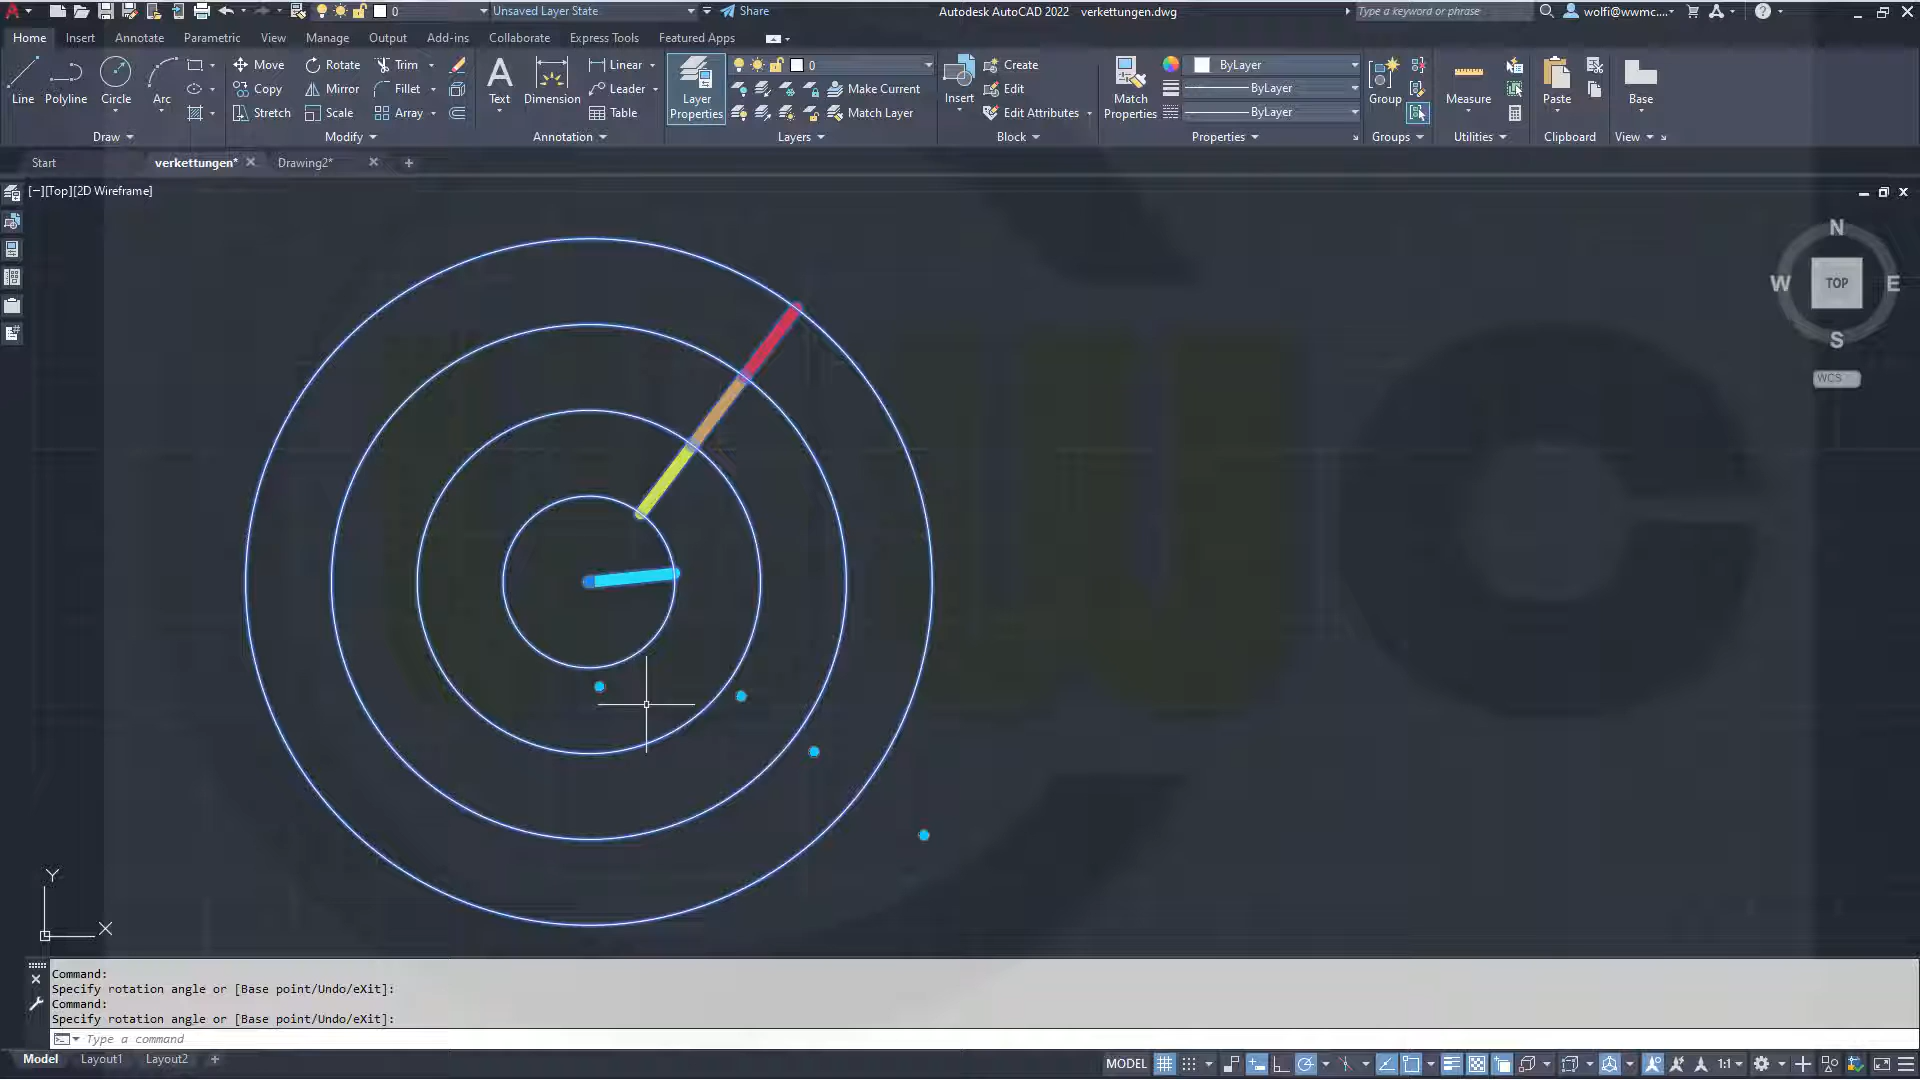 0 Unsaved Layer State Share Autodesk AutoCAD 2022 verkettungen.dwg Type a keyword or phrase wolfi@wwmc....
Home Insert Annotate Parametric View Manage Output Add-ins Collaborate Express Tools Featured Apps
Line Polyline Circle Arc Move Rotate Trim Text Dimension Linear Layer Properties 0 Insert Create Match Properties ByLayer Group Measure Paste Base
Copy Mirror Fillet Leader Make Current Edit ByLayer
Stretch Scale Array Table Match Layer Edit Attributes ByLayer
Draw Modify Annotation Layers Block Properties Groups Utilities Clipboard View
Start verkettungen* Drawing2*
[−][Top][2D Wireframe]
N
W TOP E
S
WCS
Y
X
Command:
Specify rotation angle or [Base point/Undo/eXit]:
Command:
Specify rotation angle or [Base point/Undo/eXit]:
Type a command
Model Layout1 Layout2 MODEL 1:1